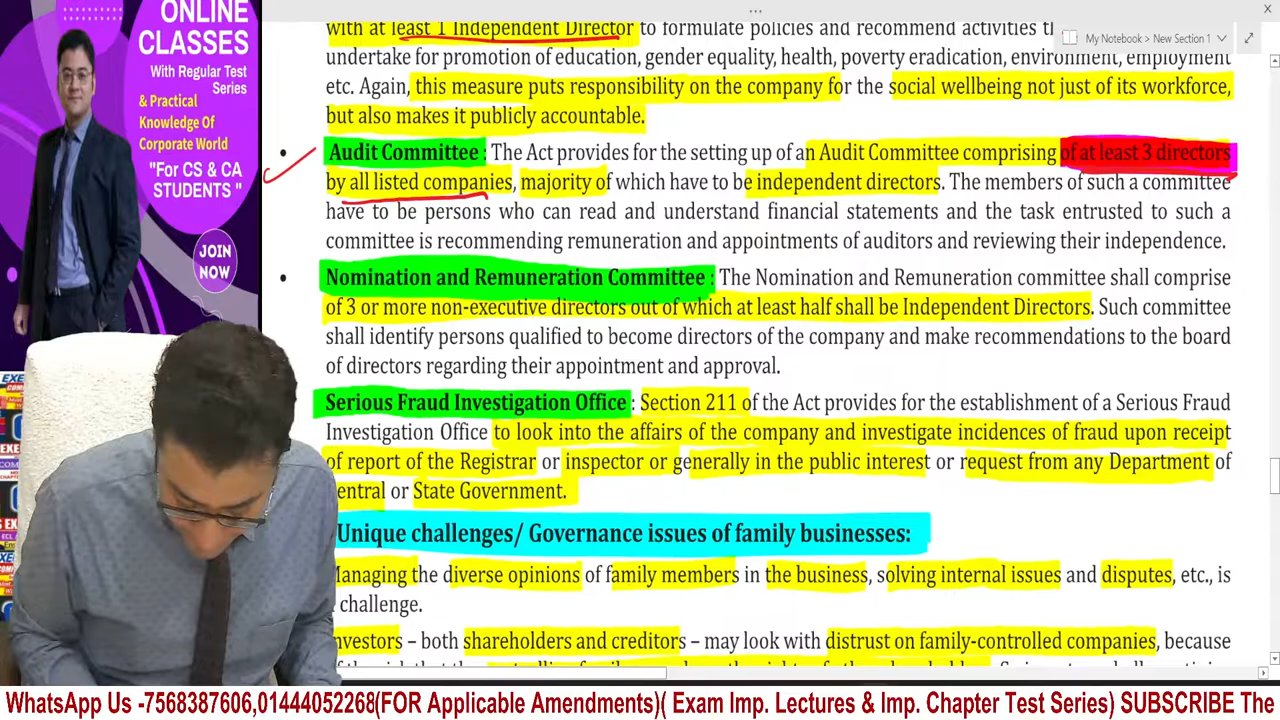 ONLINE
CLASSES
With Regular Test
Series
& Practical
Knowledge Of
Corporate World
"For CS & CA
STUDENTS "
JOIN
NOW
My Notebook > New Section 1
with at least 1 Independent Director to formulate policies and recommend activities
undertake for promotion of education, gender equality, health, poverty eradication, environment, employment
etc. Again, this measure puts responsibility on the company for the social wellbeing not just of its workforce,
but also makes it publicly accountable.
• Audit Committee : The Act provides for the setting up of an Audit Committee comprising of at least 3 directors
by all listed companies, majority of which have to be independent directors. The members of such a committee
have to be persons who can read and understand financial statements and the task entrusted to such a
committee is recommending remuneration and appointments of auditors and reviewing their independence.
• Nomination and Remuneration Committee : The Nomination and Remuneration committee shall comprise
of 3 or more non-executive directors out of which at least half shall be Independent Directors. Such committee
shall identify persons qualified to become directors of the company and make recommendations to the board
of directors regarding their appointment and approval.
Serious Fraud Investigation Office : Section 211 of the Act provides for the establishment of a Serious Fraud
Investigation Office to look into the affairs of the company and investigate incidences of fraud upon receipt
of report of the Registrar or inspector or generally in the public interest or request from any Department of
entral or State Government.
Unique challenges/ Governance issues of family businesses:
Managing the diverse opinions of family members in the business, solving internal issues and disputes, etc., is
challenge.
nvestors – both shareholders and creditors – may look with distrust on family-controlled companies, because
WhatsApp Us -7568387606,01444052268(FOR Applicable Amendments)( Exam Imp. Lectures & Imp. Chapter Test Series) SUBSCRIBE The